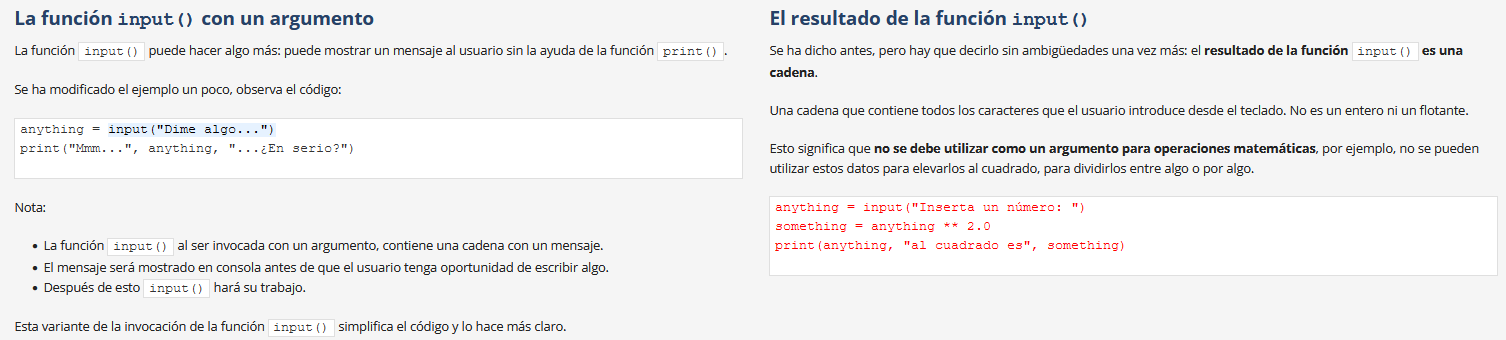 La función input() con un argumento
La función input() puede hacer algo más: puede mostrar un mensaje al usuario sin la ayuda de la función print().
Se ha modificado el ejemplo un poco, observa el código:
anything = input("Dime algo...")
print("Mmm...", anything, "...¿En serio?")
Nota:
• La función input() al ser invocada con un argumento, contiene una cadena con un mensaje.
• El mensaje será mostrado en consola antes de que el usuario tenga oportunidad de escribir algo.
• Después de esto input() hará su trabajo.
Esta variante de la invocación de la función input() simplifica el código y lo hace más claro.
El resultado de la función input()
Se ha dicho antes, pero hay que decirlo sin ambigüedades una vez más: el resultado de la función input() es una
cadena.
Una cadena que contiene todos los caracteres que el usuario introduce desde el teclado. No es un entero ni un flotante.
Esto significa que no se debe utilizar como un argumento para operaciones matemáticas, por ejemplo, no se pueden
utilizar estos datos para elevarlos al cuadrado, para dividirlos entre algo o por algo.
anything = input("Inserta un número: ")
something = anything ** 2.0
print(anything, "al cuadrado es", something)